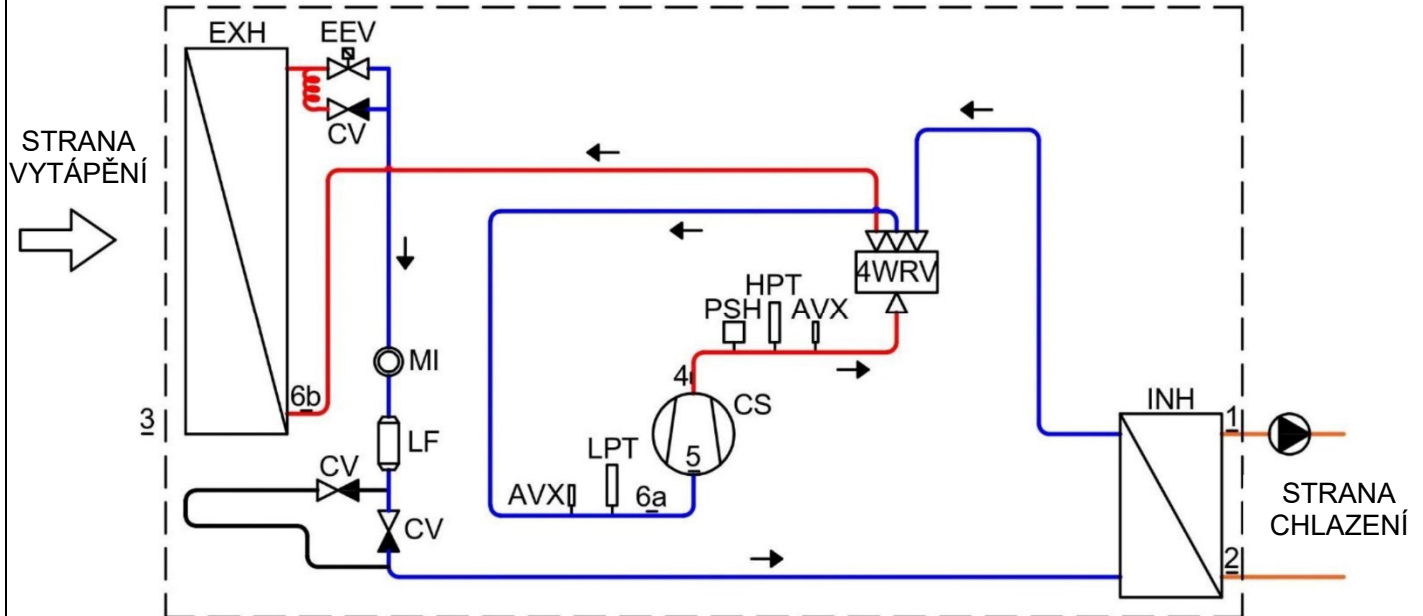 EXH
EEV
CV
STRANA
VYTÁPĚNÍ
4WRV
HPT
PSH
AVX
MI
4
CS
6b
3
INH
1
LF
LPT
5
CV
AVX
6a
STRANA
CHLAZENÍ
CV
2